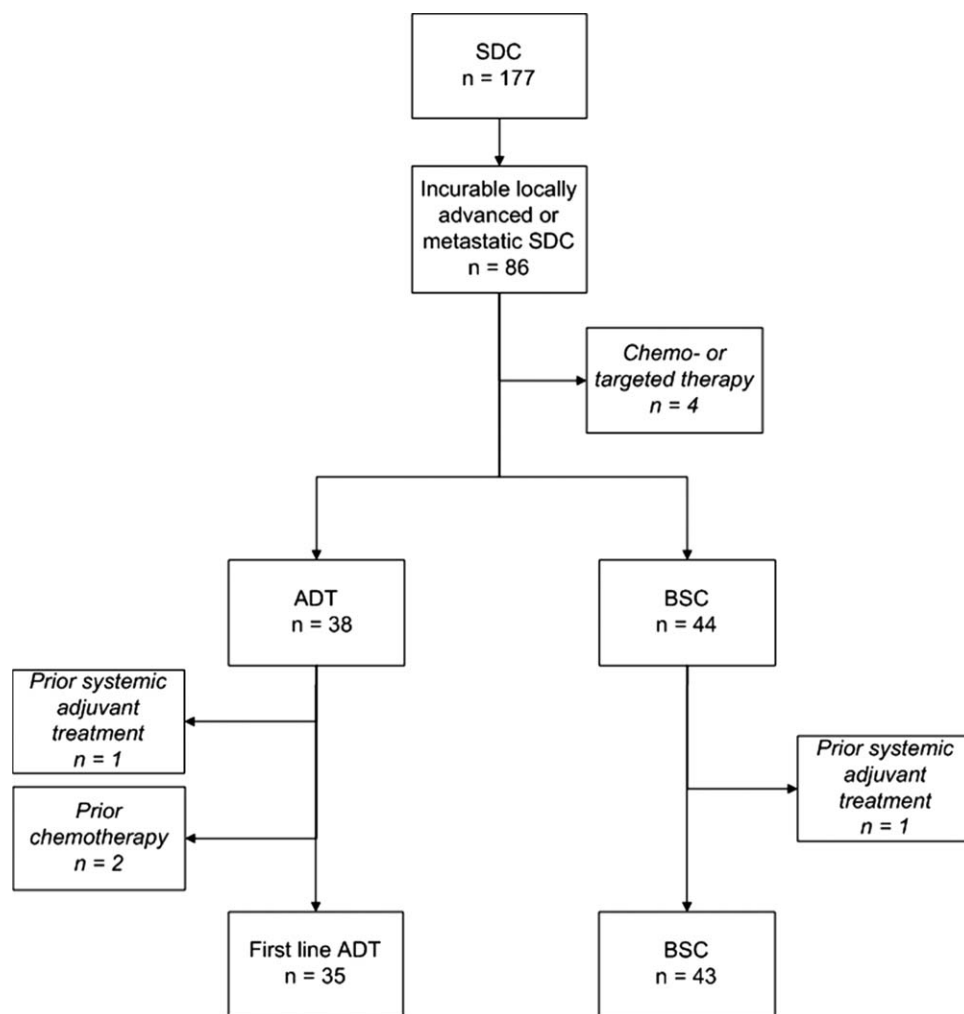 SDC
n = 177
Incurable locally
advanced or
metastatic SDC
n = 86
Chemo- or
targeted therapy
n = 4
ADT
n = 38
BSC
n = 44
Prior systemic
adjuvant
treatment
n = 1
Prior
chemotherapy
n = 2
Prior systemic
adjuvant
treatment
n = 1
First line ADT
n = 35
BSC
n = 43